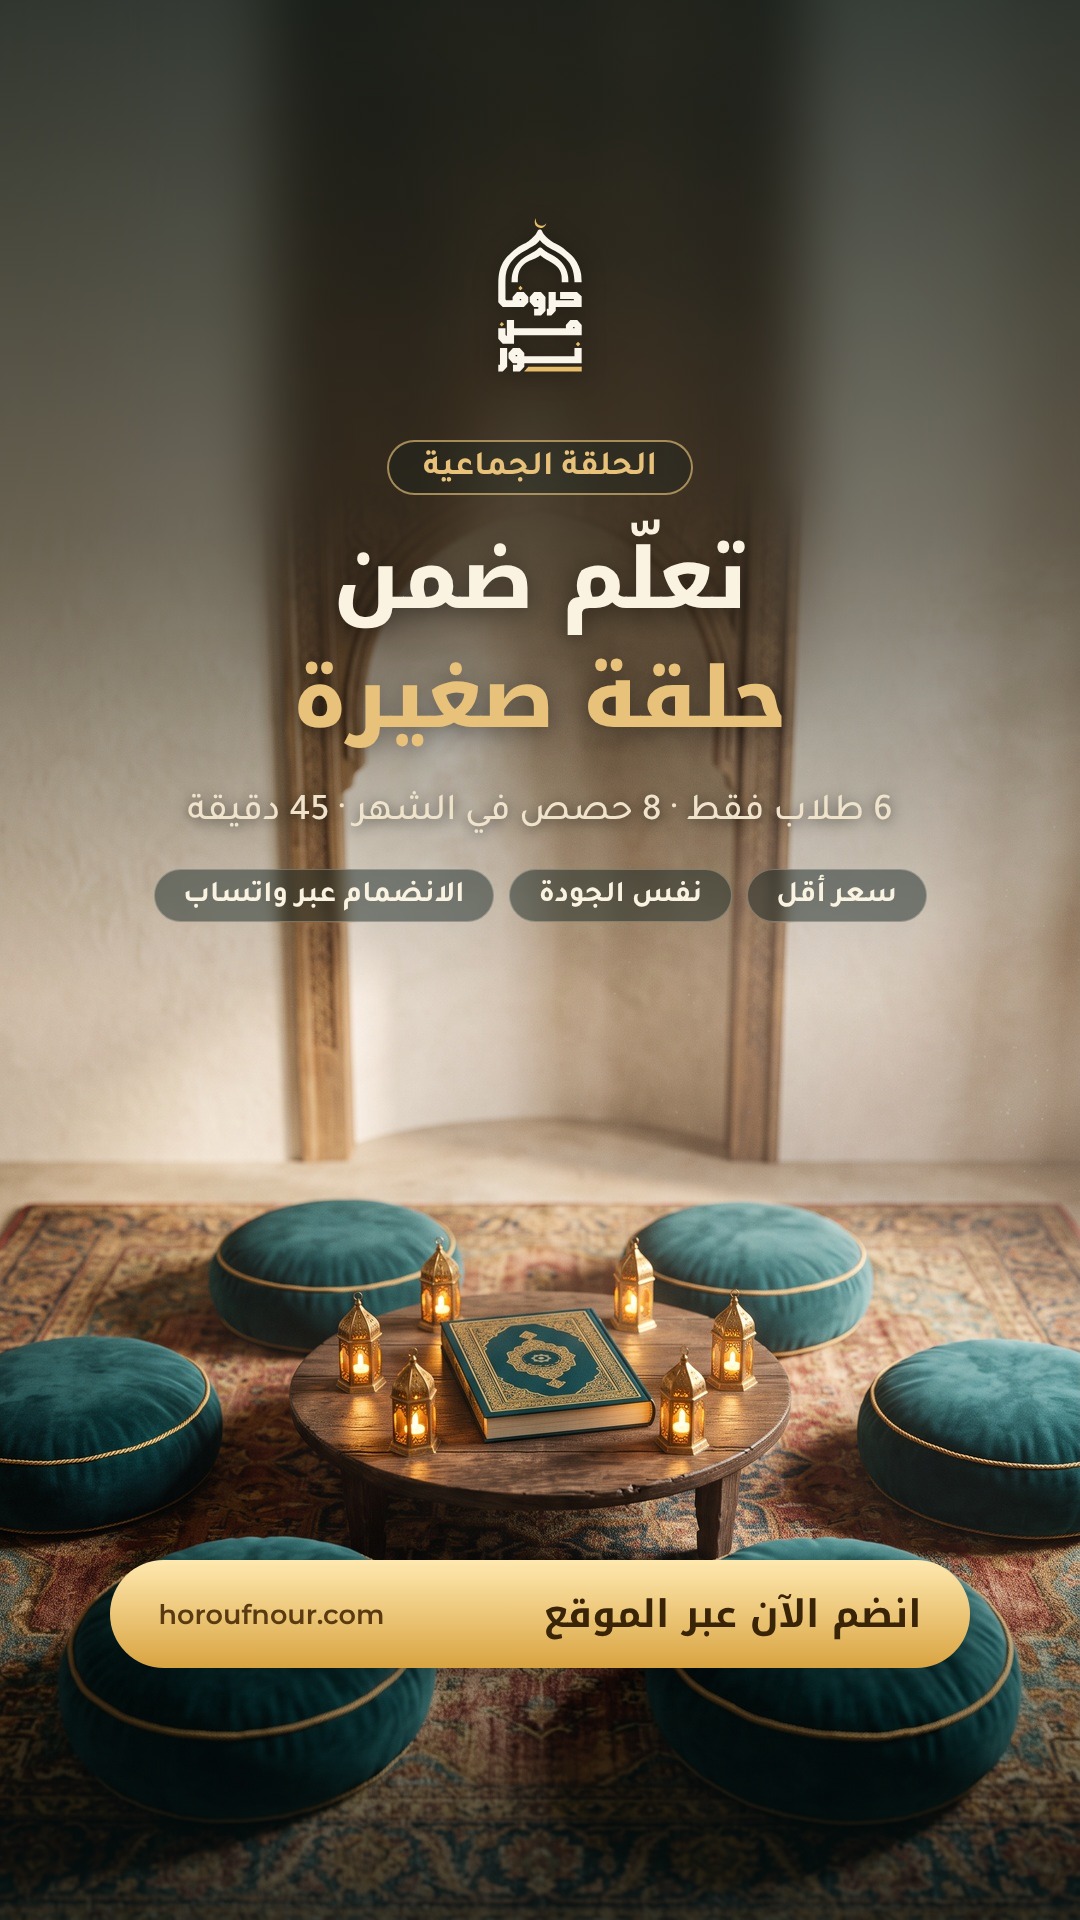 حروف
من
نور
الحلقة الجماعية
تعلّم ضمن
حلقة صغيرة
6 طلاب فقط · 8 حصص في الشهر · 45 دقيقة
سعر أقل
نفس الجودة
الانضمام عبر واتساب
انضم الآن عبر الموقع
horoufnour.com